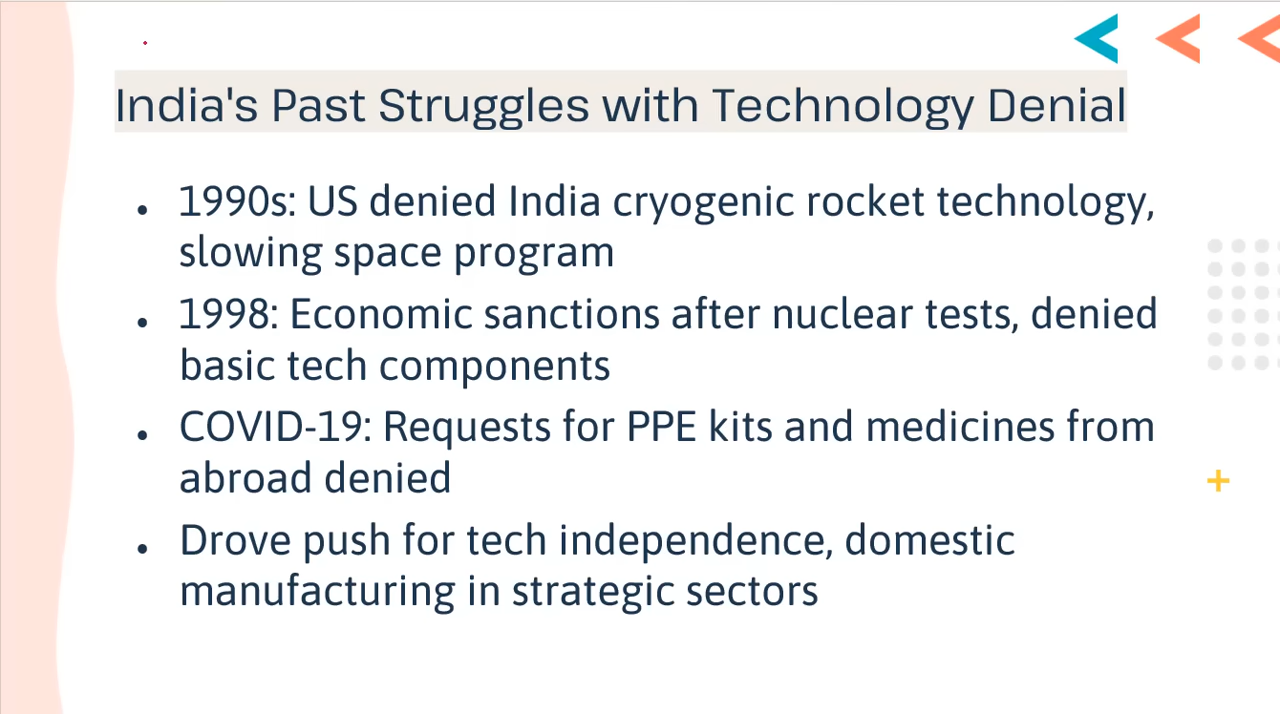 India's Past Struggles with Technology Denial
• 1990s: US denied India cryogenic rocket technology,
slowing space program
• 1998: Economic sanctions after nuclear tests, denied
basic tech components
• COVID-19: Requests for PPE kits and medicines from
abroad denied
• Drove push for tech independence, domestic
manufacturing in strategic sectors